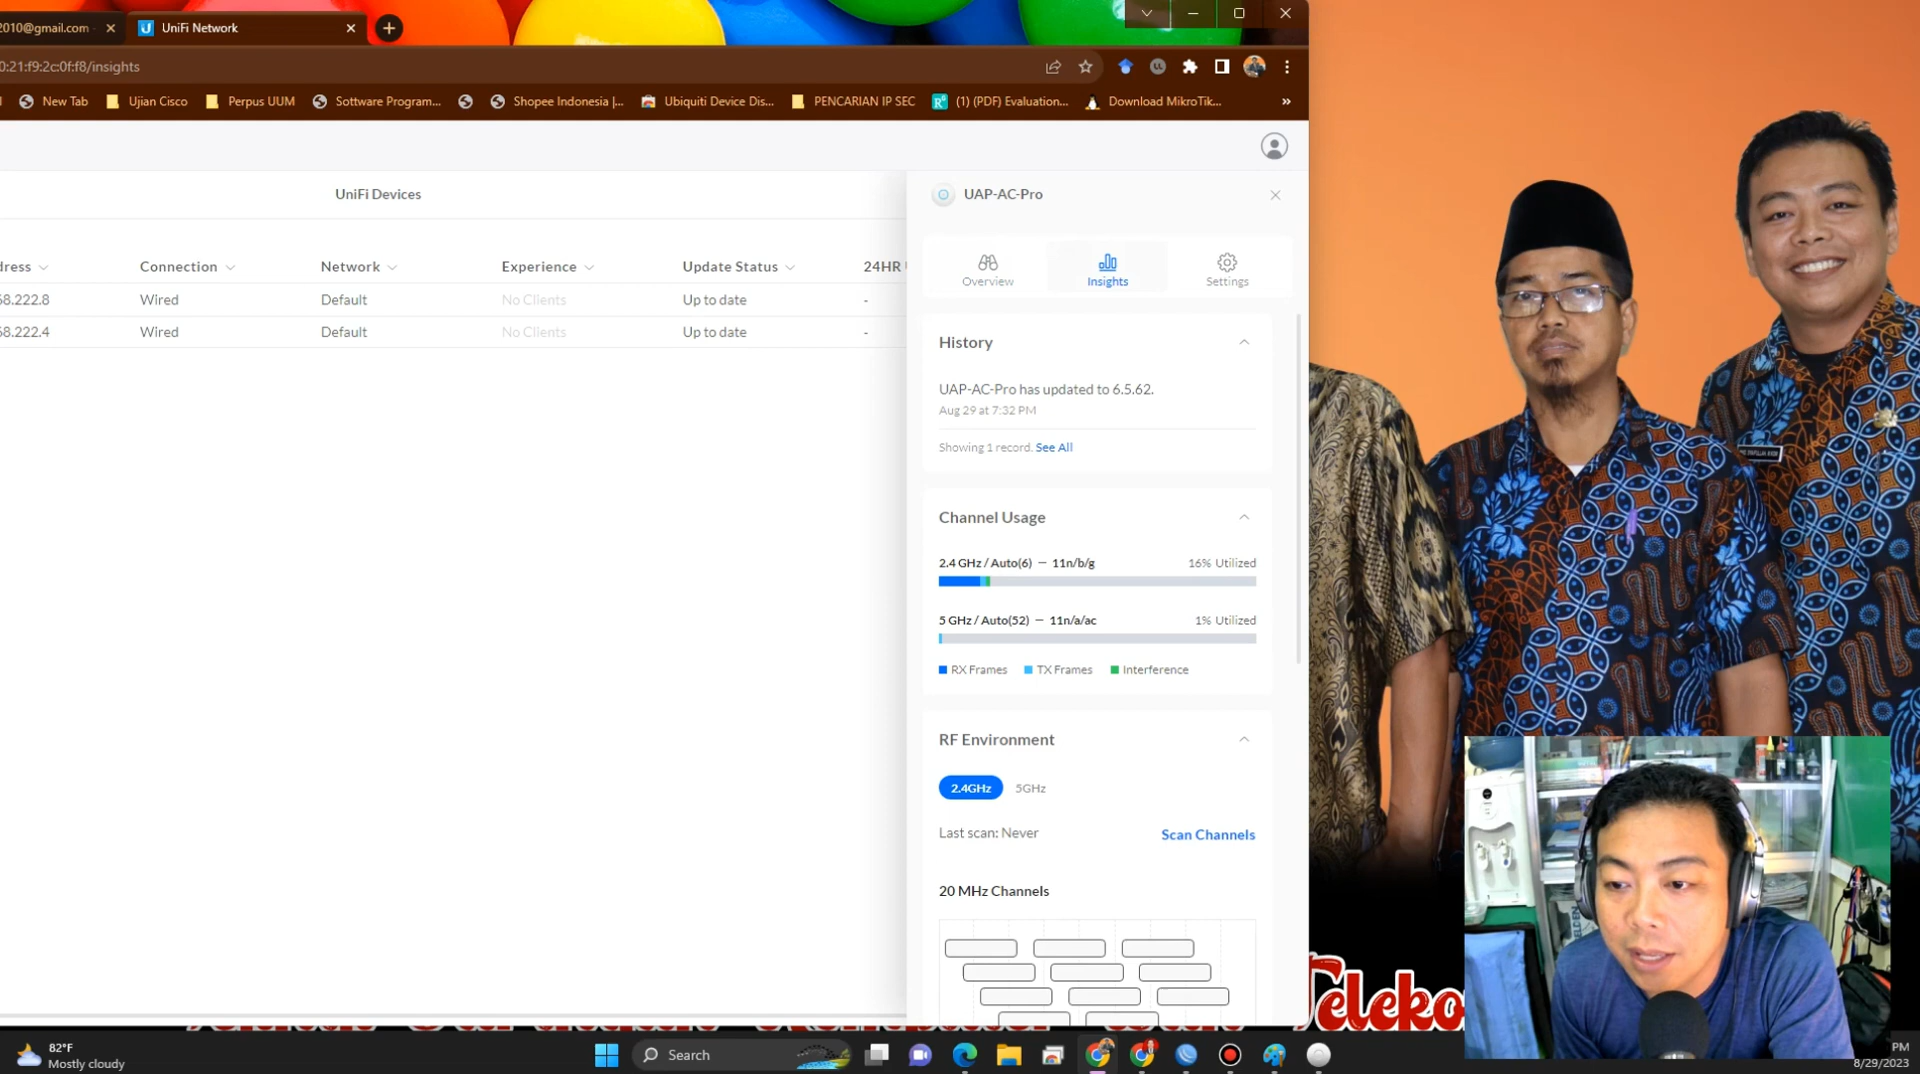 2010@gmail.com -
UniFi Network
0:21:f9:2c:0f:f8/insights
New Tab
Ujian Cisco
Perpus UUM
Sottware Program...
Shopee Indonesia |...
Ubiquiti Device Dis...
PENCARIAN IP SEC
(1) (PDF) Evaluation...
Download MikroTik...
»
UniFi Devices
UAP-AC-Pro
Overview
Insights
Settings
dress
Connection
Network
Experience
Update Status
24HR
58.222.8
Wired
Default
No Clients
Up to date
-
58.222.4
Wired
Default
No Clients
Up to date
-
History
UAP-AC-Pro has updated to 6.5.62.
Aug 29 at 7:32 PM
Showing 1 record. See All
Channel Usage
2.4 GHz / Auto(6) — 11n/b/g
16% Utilized
5 GHz / Auto(52) — 11n/a/ac
1% Utilized
RX Frames
TX Frames
Interference
RF Environment
2.4GHz
5GHz
Last scan: Never
Scan Channels
20 MHz Channels
Teleko
82°F
Mostly cloudy
Search
PM
8/29/2023